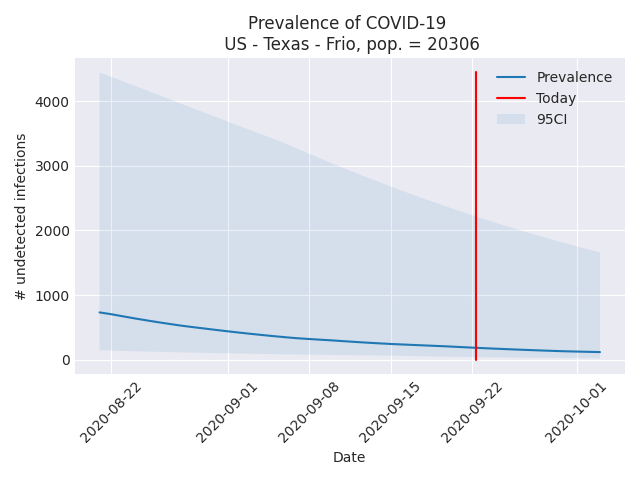 Prevalence of COVID-19
US - Texas - Frio, pop. = 20306
Prevalence
Today
95CI
# undetected infections
4000
3000
2000
1000
0
2020-08-22
2020-09-01
2020-09-08
2020-09-15
2020-09-22
2020-10-01
Date